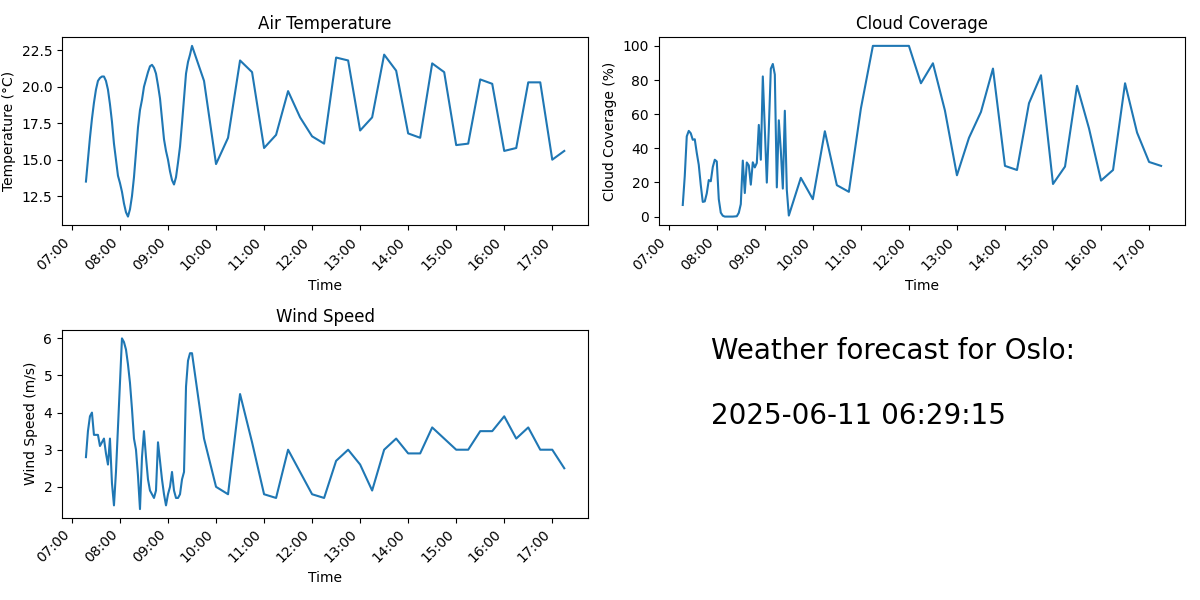 Air Temperature
Temperature (°C)
22.5
20.0
17.5
15.0
12.5
07:00 08:00 09:00 10:00 11:00 12:00 13:00 14:00 15:00 16:00 17:00
Time
Cloud Coverage
Cloud Coverage (%)
100
80
60
40
20
0
07:00 08:00 09:00 10:00 11:00 12:00 13:00 14:00 15:00 16:00 17:00
Time
Wind Speed
Wind Speed (m/s)
6
5
4
3
2
07:00 08:00 09:00 10:00 11:00 12:00 13:00 14:00 15:00 16:00 17:00
Time
Weather forecast for Oslo:
2025-06-11 06:29:15